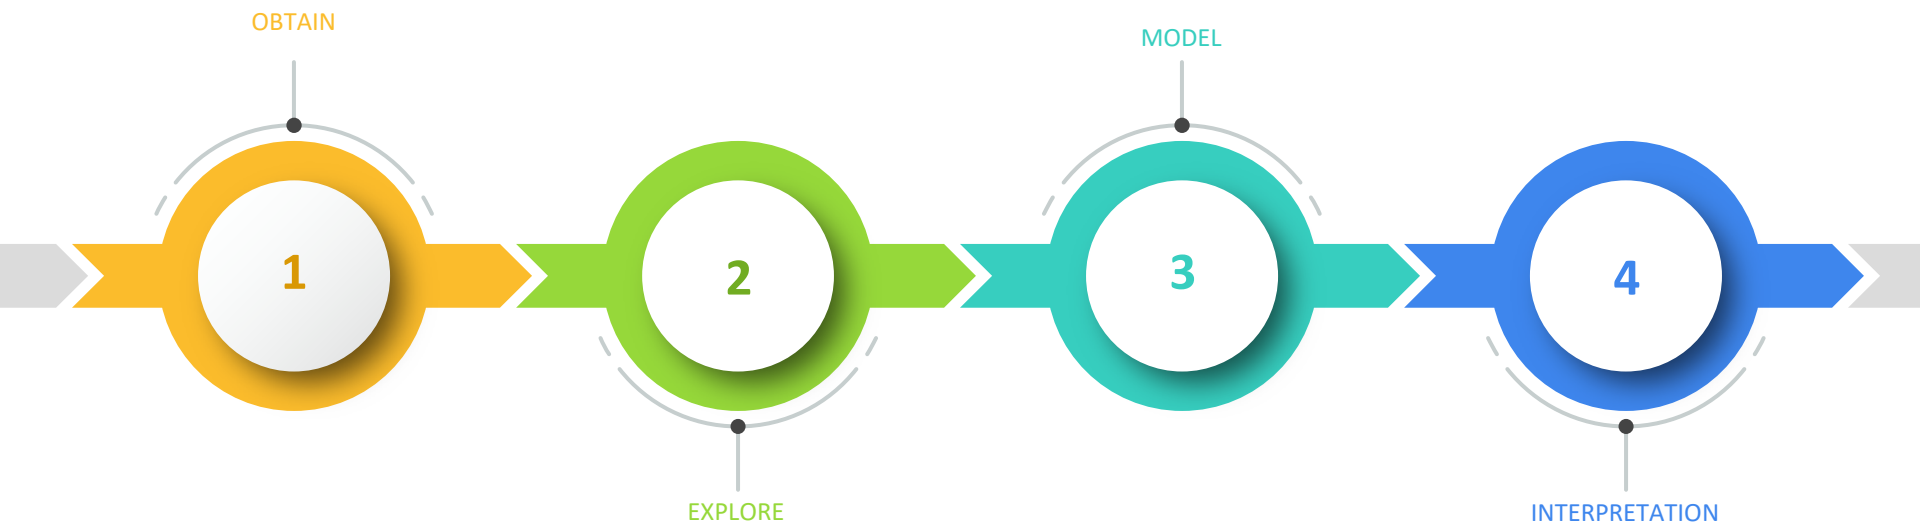 OBTAIN
1
2
EXPLORE
MODEL
3
4
INTERPRETATION